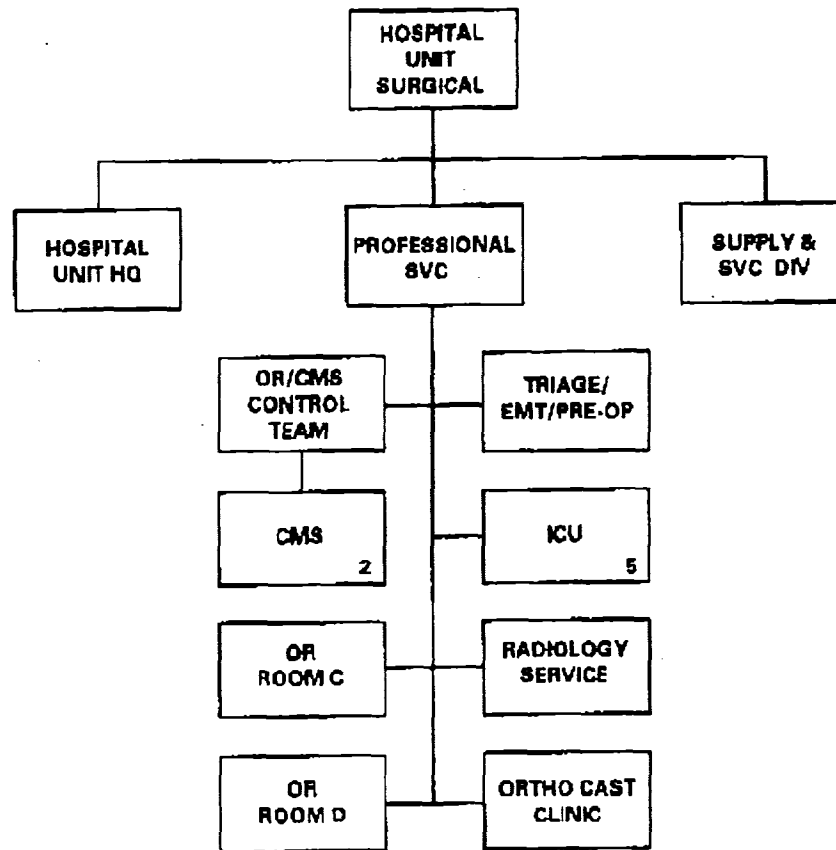 HOSPITAL
UNIT
SURGICAL
HOSPITAL
UNIT HQ
PROFESSIONAL
SVC
SUPPLY &
SVC DIV
OR/CMS
CONTROL
TEAM
TRIAGE/
EMT/PRE-OP
CMS
2
ICU
5
OR
ROOM C
RADIOLOGY
SERVICE
OR
ROOM D
ORTHO CAST
CLINIC